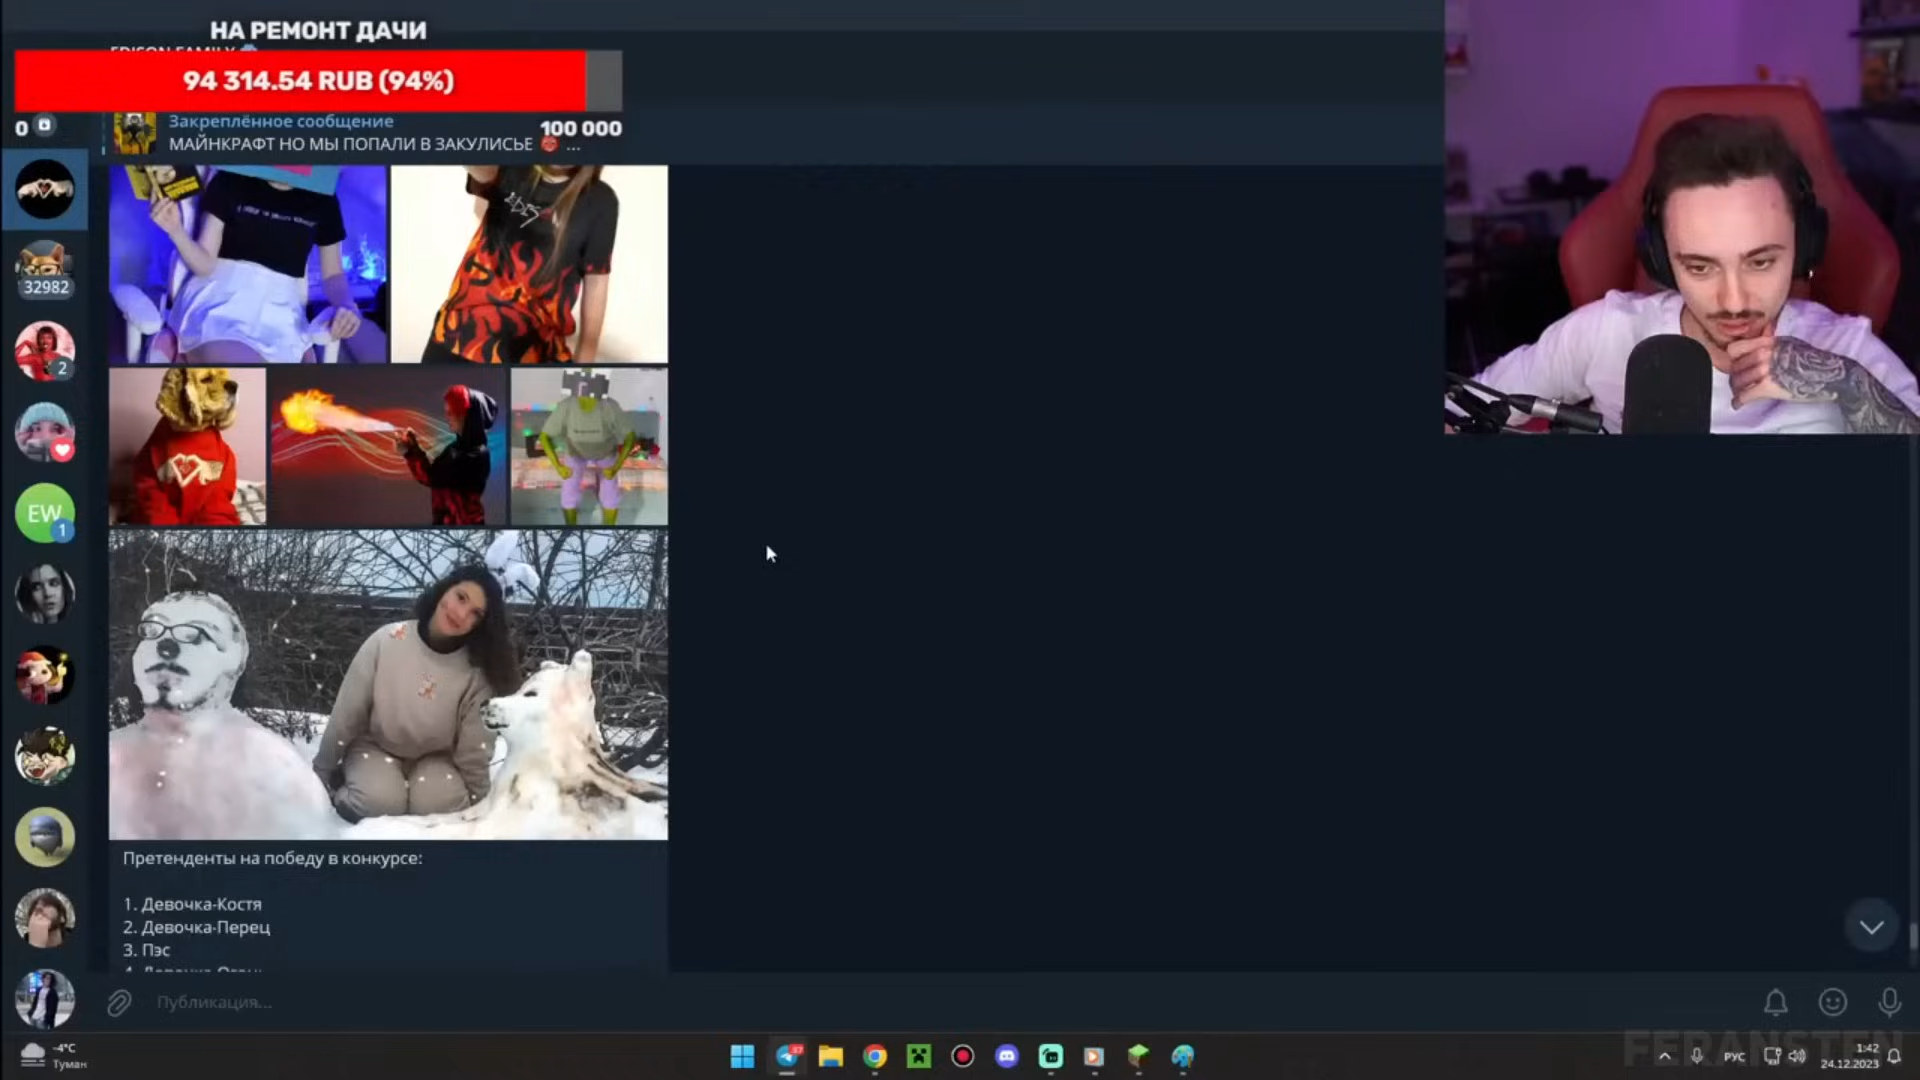 НА РЕМОНТ ДАЧИ
EDISON FAMILY
94 314.54 RUB (94%)
0
100 000
Закреплённое сообщение
МАЙНКРАФТ НО МЫ ПОПАЛИ В ЗАКУЛИСЬЕ ...
32982
2
EW
1
Претенденты на победу в конкурсе:
1. Девочка-Костя
2. Девочка-Перец
3. Пэс
Публикация...
-4°C
Туман
РУС
1:42
24.12.2023